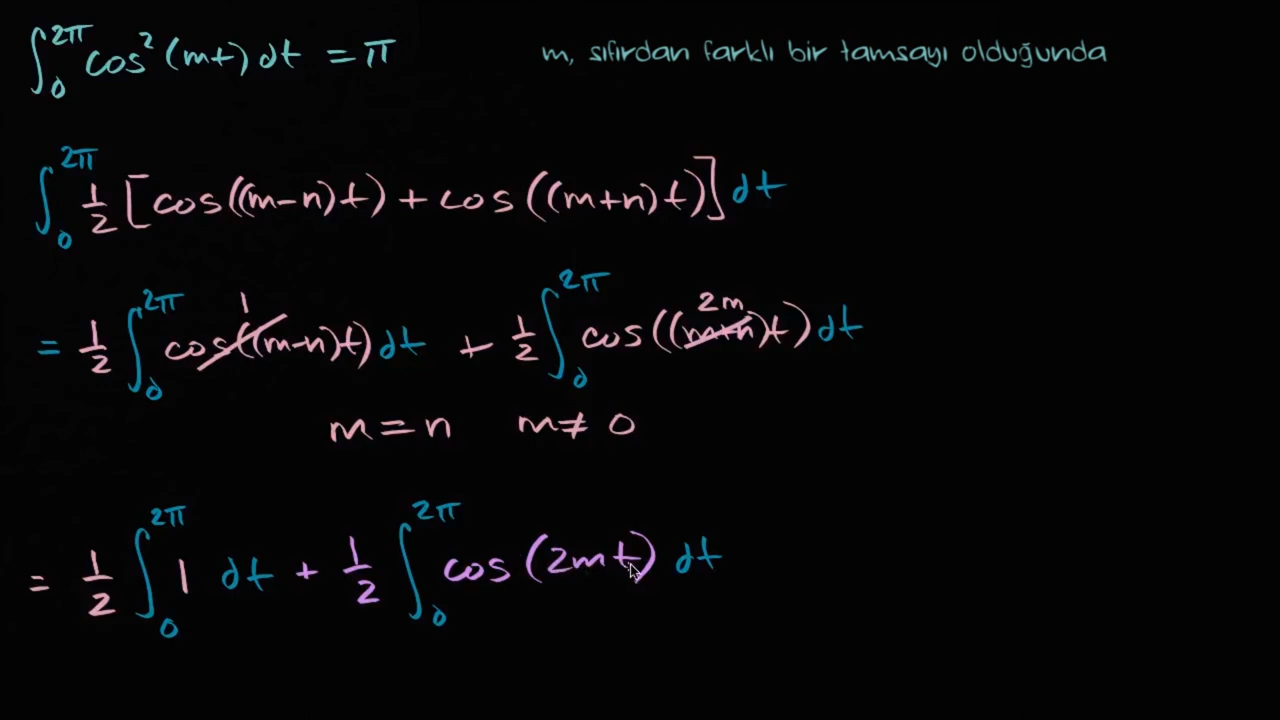 ∫₀^2π cos²(mt) dt = π m, sıfırdan farklı bir tamsayı olduğunda
∫₀^2π 1/2 [cos((m-n)t) + cos((m+n)t)] dt
= 1/2 ∫₀^2π cos((m-n)t) dt + 1/2 ∫₀^2π cos((m+n)t) dt
1 2m
m = n m ≠ 0
= 1/2 ∫₀^2π 1 dt + 1/2 ∫₀^2π cos(2mt) dt